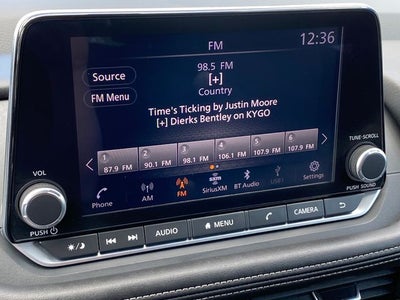 FM
12:36
98.5 FM
Source
[+]
Country
FM Menu
Time's Ticking by Justin Moore
[+] Dierks Bentley on KYGO
1 2 3 4 5 6
87.9 FM 90.1 FM 98.1 FM 106.1 FM 107.9 FM 107.9 FM
Phone AM FM SiriusXM BT Audio USB1 Settings
VOL
PUSH
TUNE·SCROLL
PUSH SOUND
AUDIO
MENU
CAMERA